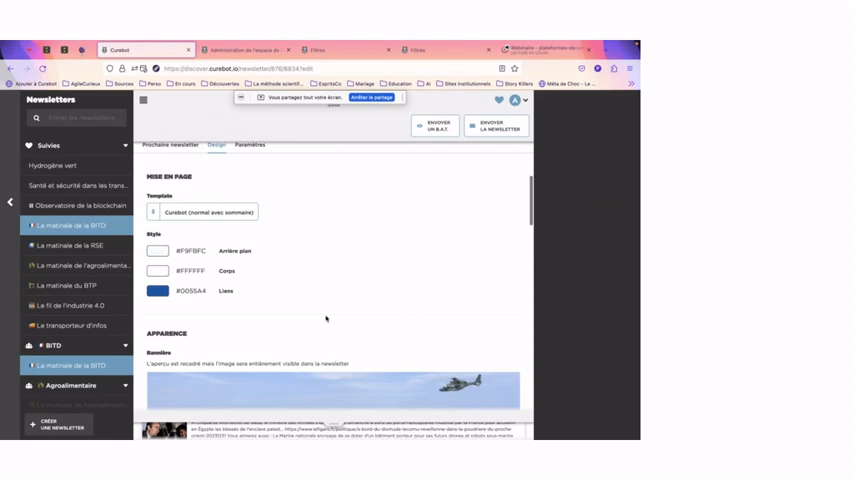 Curebot
Administration de l'espace de
Filtres
Filtres
Webinaire - plateformes-de-
https://discover.curebot.io/newsletter/876/8834?edit
Ajouter à Curebot
AgileCurieus
Sources
Perso
En cours
Découvertes
La méthode scientif...
EspritsCo
Mariage
Education
AI
Sites institutionnels
Story Killers
Méta de Choc - Le ...
Newsletters
Vous partagez tout votre écran.
Arrêter le partage
A
Filtrer les newsletters
ENVOYER
UN B.A.T.
ENVOYER
LA NEWSLETTER
Suivies
Prochaine newsletter
Design
Paramètres
Hydrogène vert
Santé et sécurité dans les trans...
Observatoire de la blockchain
La matinale de la BITD
La matinale de la RSE
La matinale de l'agroalimenta...
La matinale du BTP
Le fil de l'industrie 4.0
Le transporteur d'infos
BITD
La matinale de la BITD
Agroalimentaire
CRÉER
UNE NEWSLETTER
MISE EN PAGE
Template
Curebot (normal avec sommaire)
Style
#F9FBFC Arrière plan
#FFFFFF Corps
#0055A4 Liens
APPARENCE
Bannière
L'aperçu est recadré mais l'image sera entièrement visible dans la newsletter